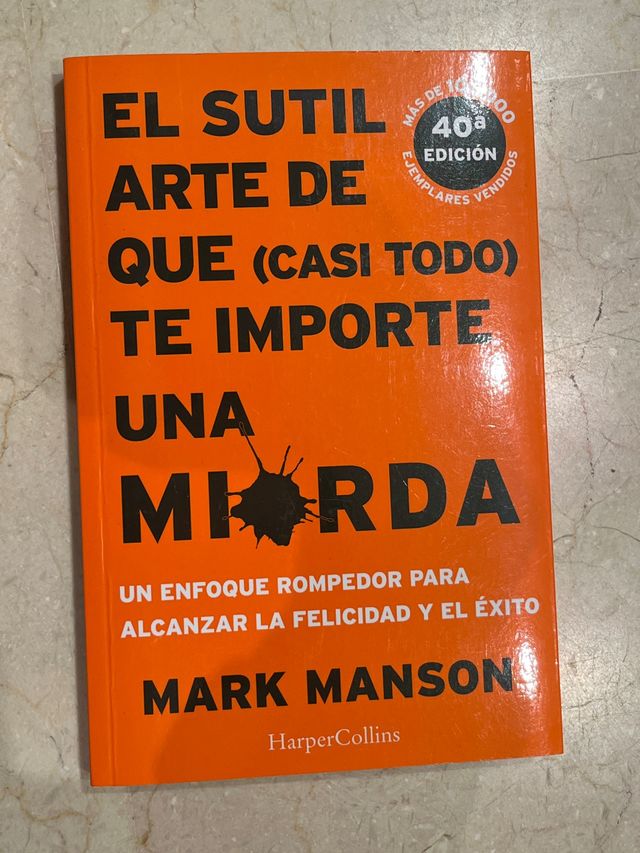 EL SUTIL
ARTE DE
QUE (CASI TODO)
TE IMPORTE
UNA
MI RDA
UN ENFOQUE ROMPEDOR PARA
ALCANZAR LA FELICIDAD Y EL ÉXITO
MARK MANSON
HarperCollins
MÁS DE
40ª
EDICIÓN
EJEMPLARES VENDIDOS